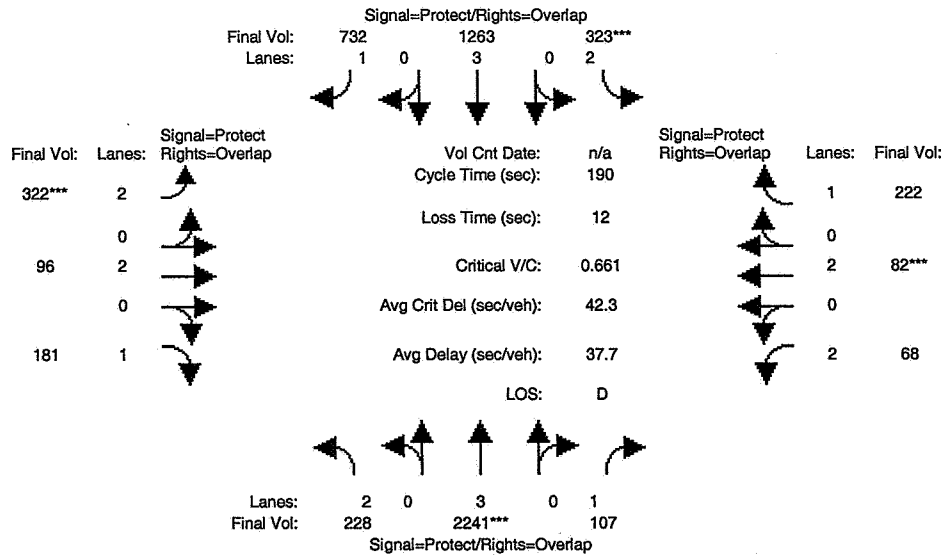 Signal=Protect/Rights=Overlap
Final Vol: 732 1263 323***
Lanes: 1 0 3 0 2
Signal=Protect
Final Vol: Lanes: Rights=Overlap
Vol Cnt Date: n/a
Signal=Protect
Rights=Overlap Lanes: Final Vol:
Cycle Time (sec): 190
322*** 2
1 222
Loss Time (sec): 12
0
0
96 2
Critical V/C: 0.661
2 82***
0
Avg Crit Del (sec/veh): 42.3
0
181 1
Avg Delay (sec/veh): 37.7
2 68
LOS: D
Lanes: 2 0 3 0 1
Final Vol: 228 2241*** 107
Signal=Protect/Rights=Overlap